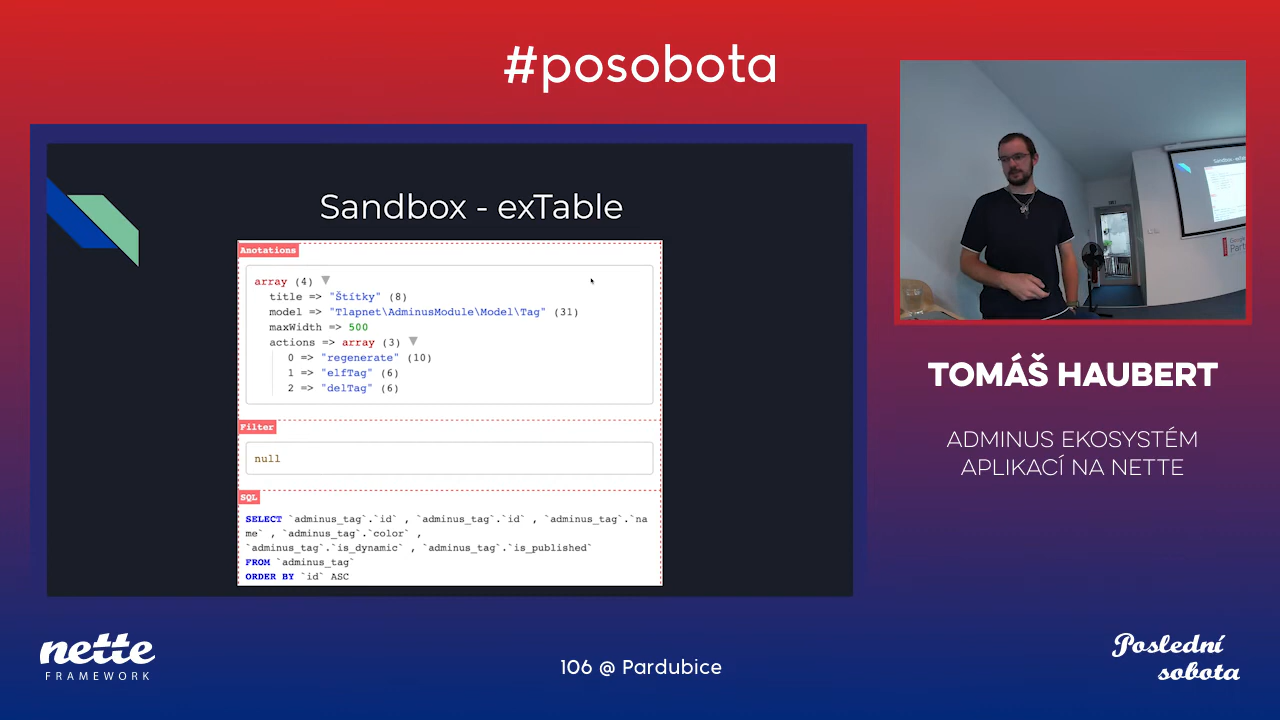 #posobota
Sandbox - exTable
Anotations
array (4) ▼
title => "Štítky" (8)
model => "Tlapnet\AdminusModule\Model\Tag" (31)
maxWidth => 500
actions => array (3) ▼
0 => "regenerate" (10)
1 => "elfTag" (6)
2 => "delTag" (6)
Filter
null
SQL
SELECT `adminus_tag`.`id` , `adminus_tag`.`id` , `adminus_tag`.`na
me` , `adminus_tag`.`color` ,
`adminus_tag`.`is_dynamic` , `adminus_tag`.`is_published`
FROM `adminus_tag`
ORDER BY `id` ASC
TOMÁŠ HAUBERT
ADMINUS EKOSYSTÉM
APLIKACÍ NA NETTE
nette
FRAMEWORK
106 @ Pardubice
Poslední
sobota